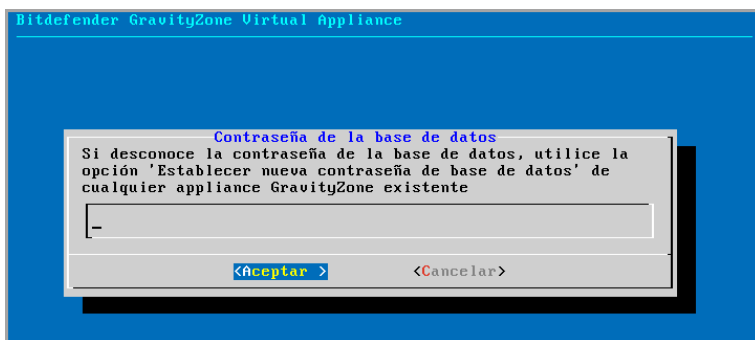 Bitdefender GravityZone Virtual Appliance
Contraseña de la base de datos
Si desconoce la contraseña de la base de datos, utilice la
opción 'Establecer nueva contraseña de base de datos' de
cualquier appliance GravityZone existente
<Aceptar > <Cancelar>